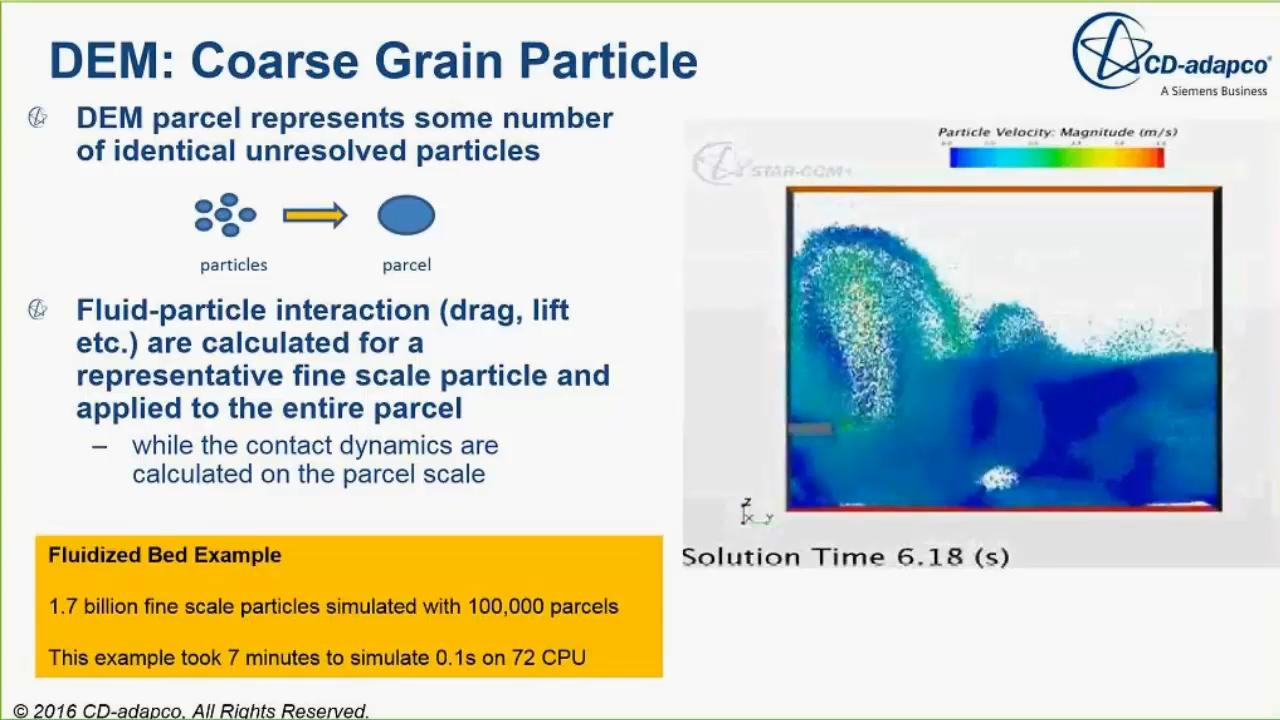 DEM: Coarse Grain Particle
CD-adapco
A Siemens Business
DEM parcel represents some number
of identical unresolved particles
particles
parcel
Fluid-particle interaction (drag, lift
etc.) are calculated for a
representative fine scale particle and
applied to the entire parcel
– while the contact dynamics are
calculated on the parcel scale
Fluidized Bed Example
1.7 billion fine scale particles simulated with 100,000 parcels
This example took 7 minutes to simulate 0.1s on 72 CPU
Particle Velocity: Magnitude (m/s)
STAR-CCM+
Z
X Y
Solution Time 6.18 (s)
© 2016 CD-adapco. All Rights Reserved.